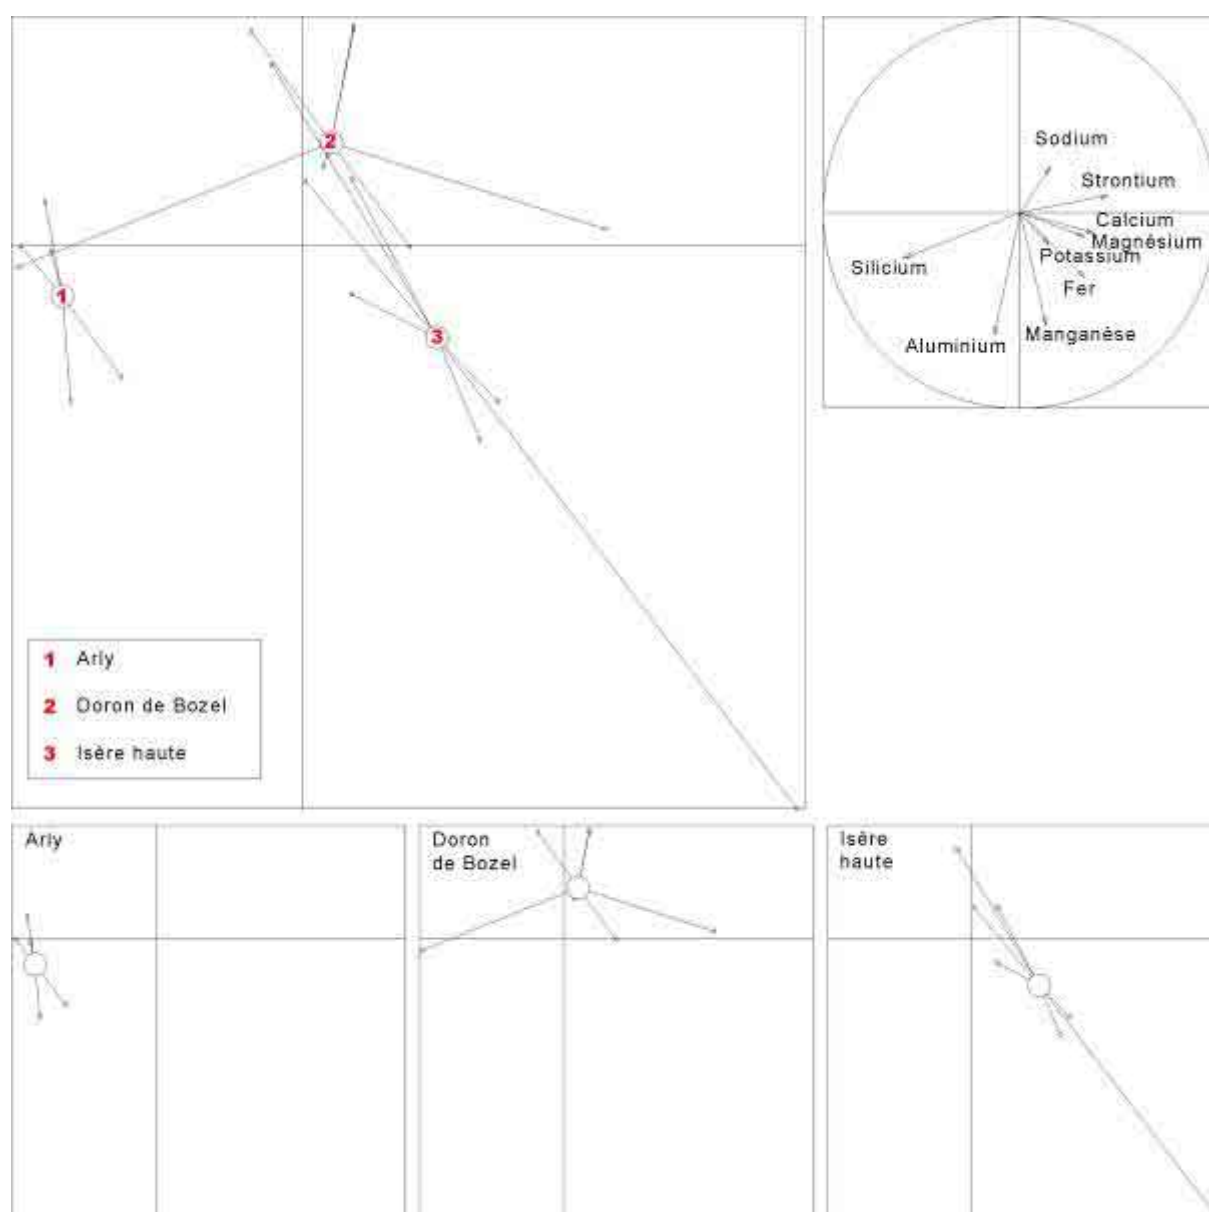 2
1
3
1 Arly
2 Doron de Bozel
3 Isère haute
Sodium
Strontium
Calcium
Magnésium
Potassium
Silicium
Fer
Aluminium
Manganèse
Arly
Doron
de Bozel
Isère
haute